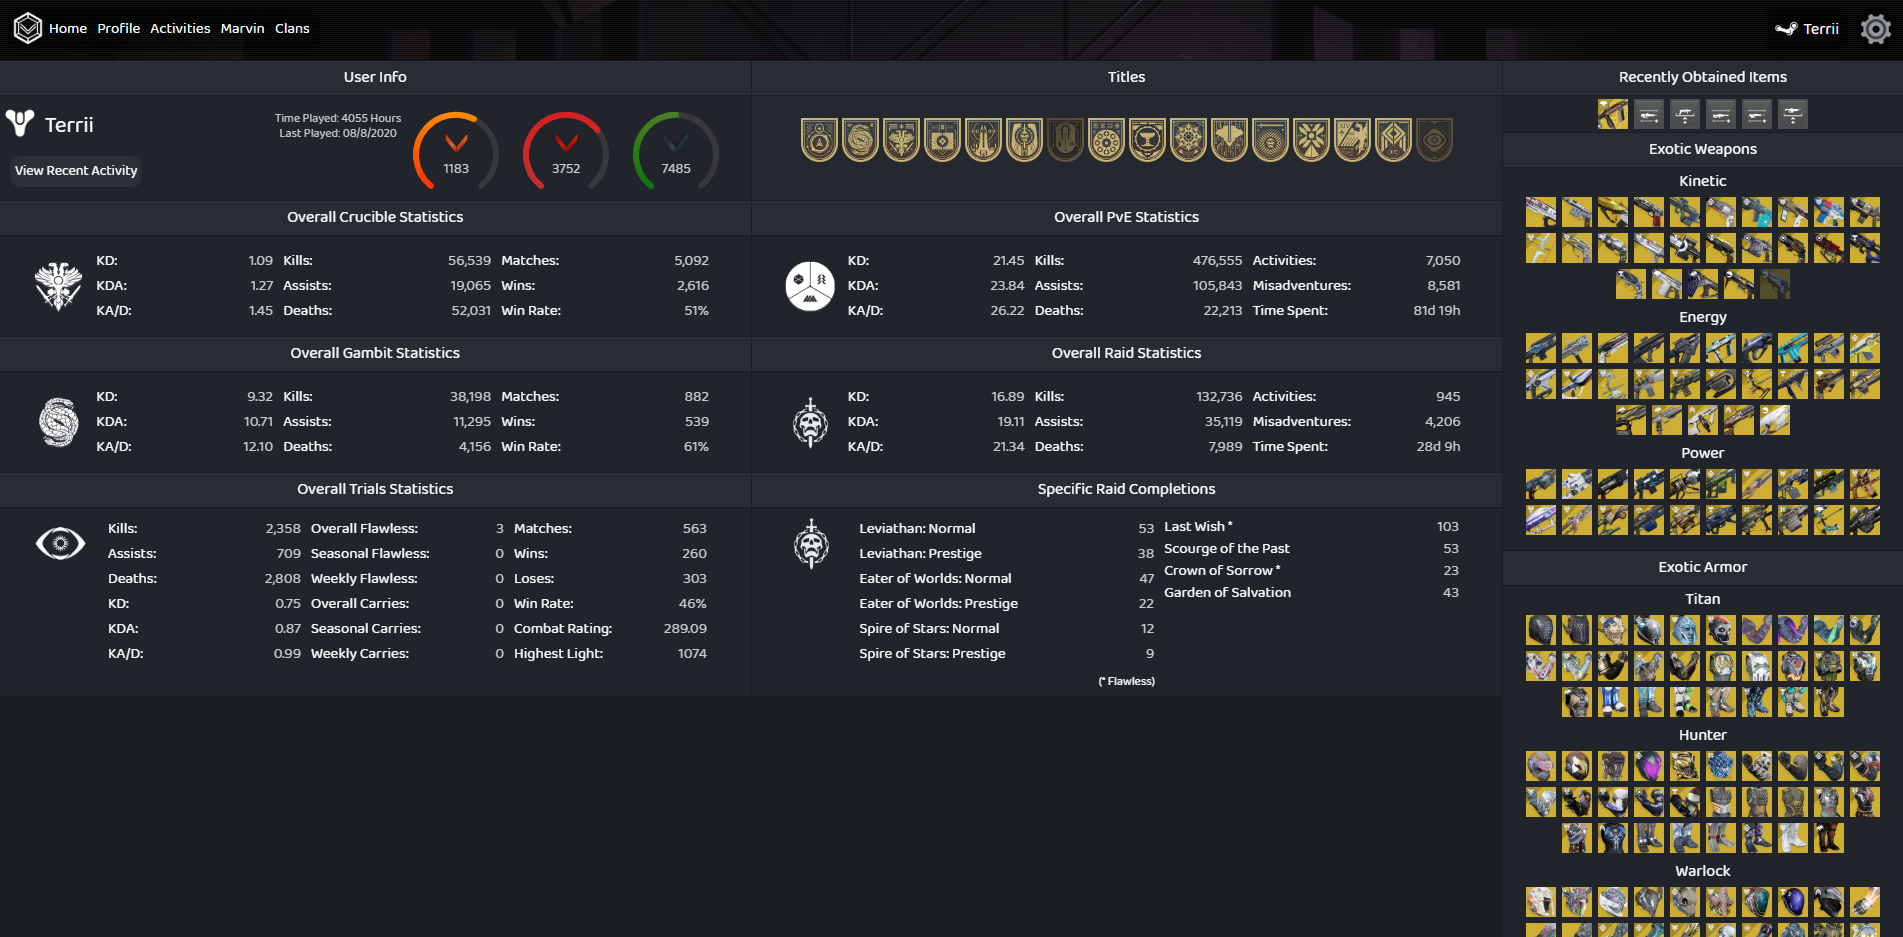 Home Profile Activities Marvin Clans
Terrii
User Info
Terrii
View Recent Activity
Time Played: 4055 Hours
Last Played: 08/8/2020
1183
3752
7485
Titles
Overall Crucible Statistics
KD: 1.09 Kills: 56,539 Matches: 5,092
KDA: 1.27 Assists: 19,065 Wins: 2,616
KA/D: 1.45 Deaths: 52,031 Win Rate: 51%
Overall PvE Statistics
KD: 21.45 Kills: 476,555 Activities: 7,050
KDA: 23.84 Assists: 105,843 Misadventures: 8,581
KA/D: 26.22 Deaths: 22,213 Time Spent: 81d 19h
Overall Gambit Statistics
KD: 9.32 Kills: 38,198 Matches: 882
KDA: 10.71 Assists: 11,295 Wins: 539
KA/D: 12.10 Deaths: 4,156 Win Rate: 61%
Overall Raid Statistics
KD: 16.89 Kills: 132,736 Activities: 945
KDA: 19.11 Assists: 35,119 Misadventures: 4,206
KA/D: 21.34 Deaths: 7,989 Time Spent: 28d 9h
Overall Trials Statistics
Kills: 2,358 Overall Flawless: 3 Matches: 563
Assists: 709 Seasonal Flawless: 0 Wins: 260
Deaths: 2,808 Weekly Flawless: 0 Loses: 303
KD: 0.75 Overall Carries: 0 Win Rate: 46%
KDA: 0.87 Seasonal Carries: 0 Combat Rating: 289.09
KA/D: 0.99 Weekly Carries: 0 Highest Light: 1074
Specific Raid Completions
Leviathan: Normal 53
Leviathan: Prestige 38
Eater of Worlds: Normal 47
Eater of Worlds: Prestige 22
Spire of Stars: Normal 12
Spire of Stars: Prestige 9
Last Wish * 103
Scourge of the Past 53
Crown of Sorrow * 23
Garden of Salvation 43
(* Flawless)
Recently Obtained Items
Exotic Weapons
Kinetic
Energy
Power
Exotic Armor
Titan
Hunter
Warlock